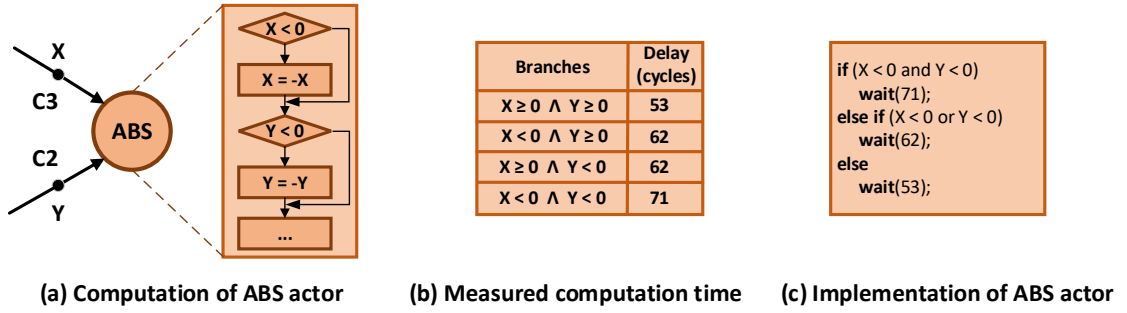 X
C3
ABS
C2
Y
X < 0
X = -X
Y < 0
Y = -Y
...
Branches Delay (cycles)
X ≥ 0 Λ Y ≥ 0 53
X < 0 Λ Y ≥ 0 62
X ≥ 0 Λ Y < 0 62
X < 0 Λ Y < 0 71
if (X < 0 and Y < 0)
wait(71);
else if (X < 0 or Y < 0)
wait(62);
else
wait(53);
(a) Computation of ABS actor
(b) Measured computation time
(c) Implementation of ABS actor